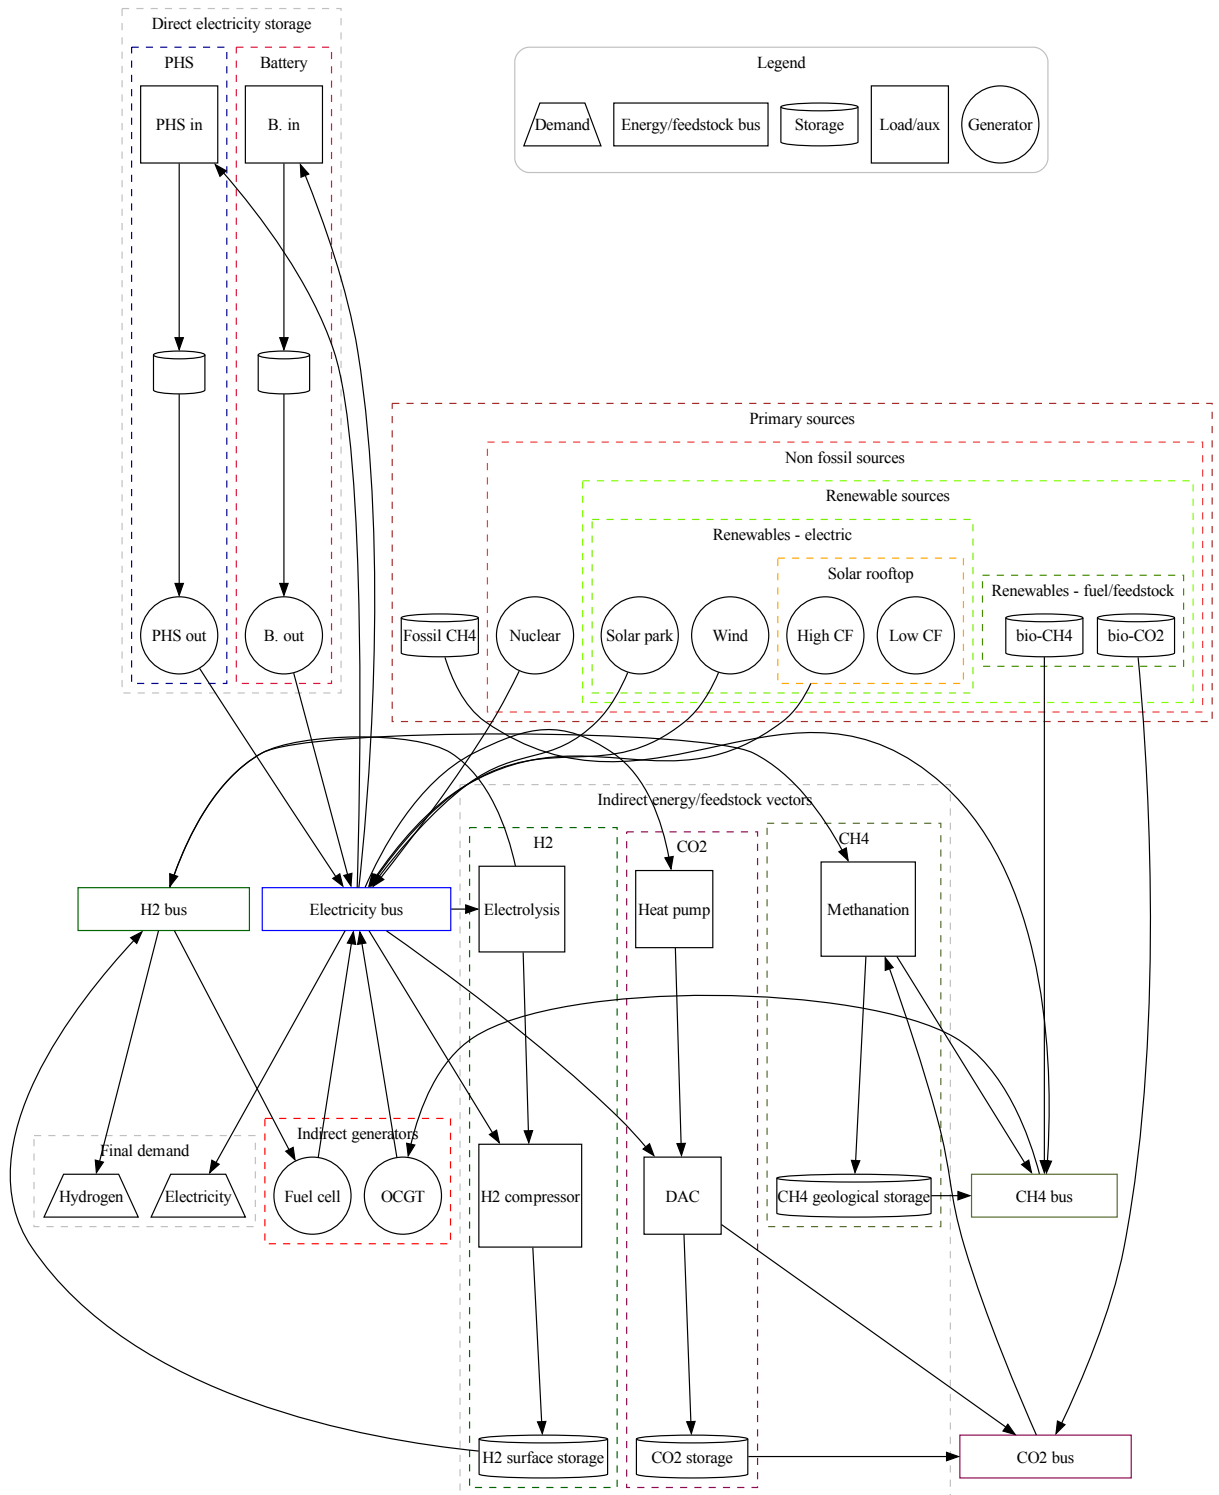 Direct electricity storage
PHS
Battery
PHS in
B. in
Legend
Demand
Energy/feedstock bus
Storage
Load/aux
Generator
Primary sources
Non fossil sources
Renewable sources
Renewables - electric
Solar rooftop
Renewables - fuel/feedstock
PHS out
B. out
Fossil CH4
Nuclear
Solar park
Wind
High CF
Low CF
bio-CH4
bio-CO2
Indirect energy/feedstock vectors
H2
CO2
CH4
H2 bus
Electricity bus
Electrolysis
Heat pump
Methanation
Final demand
Indirect generators
Hydrogen
Electricity
Fuel cell
OCGT
H2 compressor
DAC
CH4 geological storage
CH4 bus
H2 surface storage
CO2 storage
CO2 bus